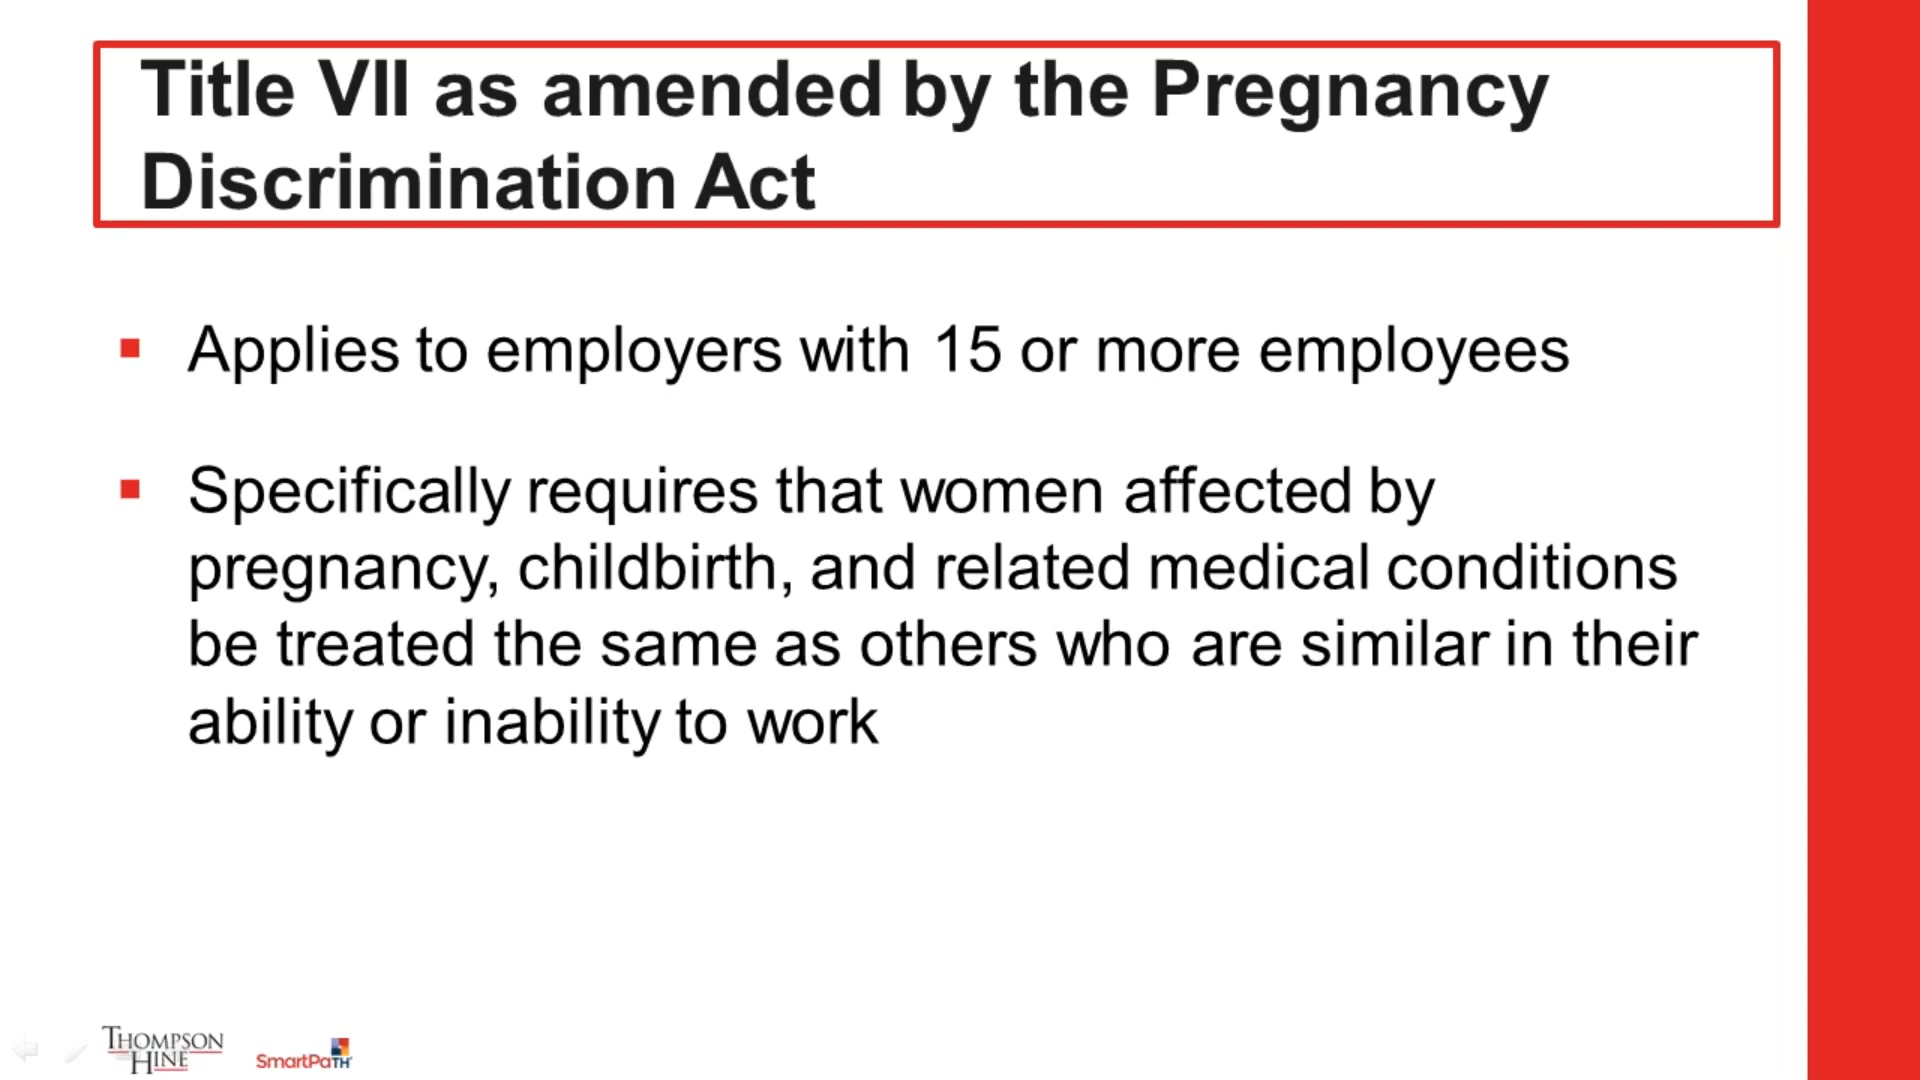 Title VII as amended by the Pregnancy
Discrimination Act
Applies to employers with 15 or more employees
Specifically requires that women affected by
pregnancy, childbirth, and related medical conditions
be treated the same as others who are similar in their
ability or inability to work
THOMPSON
HINE
SmartPaTH